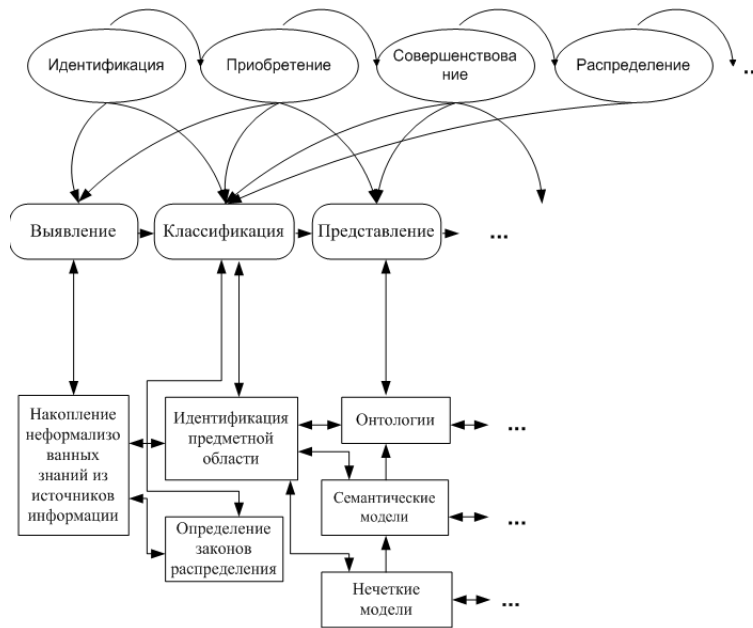 Идентификация
Приобретение
Совершенствова
ние
Распределение
...
Выявление
Классификация
Представление
...
Накопление
неформализо
ванных
знаний из
источников
информации
Идентификация
предметной
области
Онтологии
...
Семантические
модели
...
Определение
законов
распределения
Нечеткие
модели
...